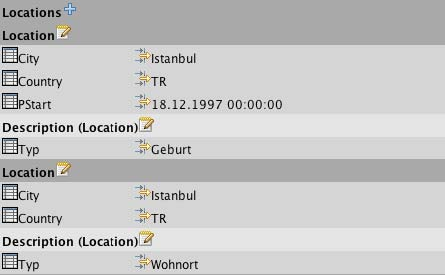 Locations
Location
City Istanbul
Country TR
PStart 18.12.1997 00:00:00
Description (Location)
Typ Geburt
Location
City Istanbul
Country TR
Description (Location)
Typ Wohnort